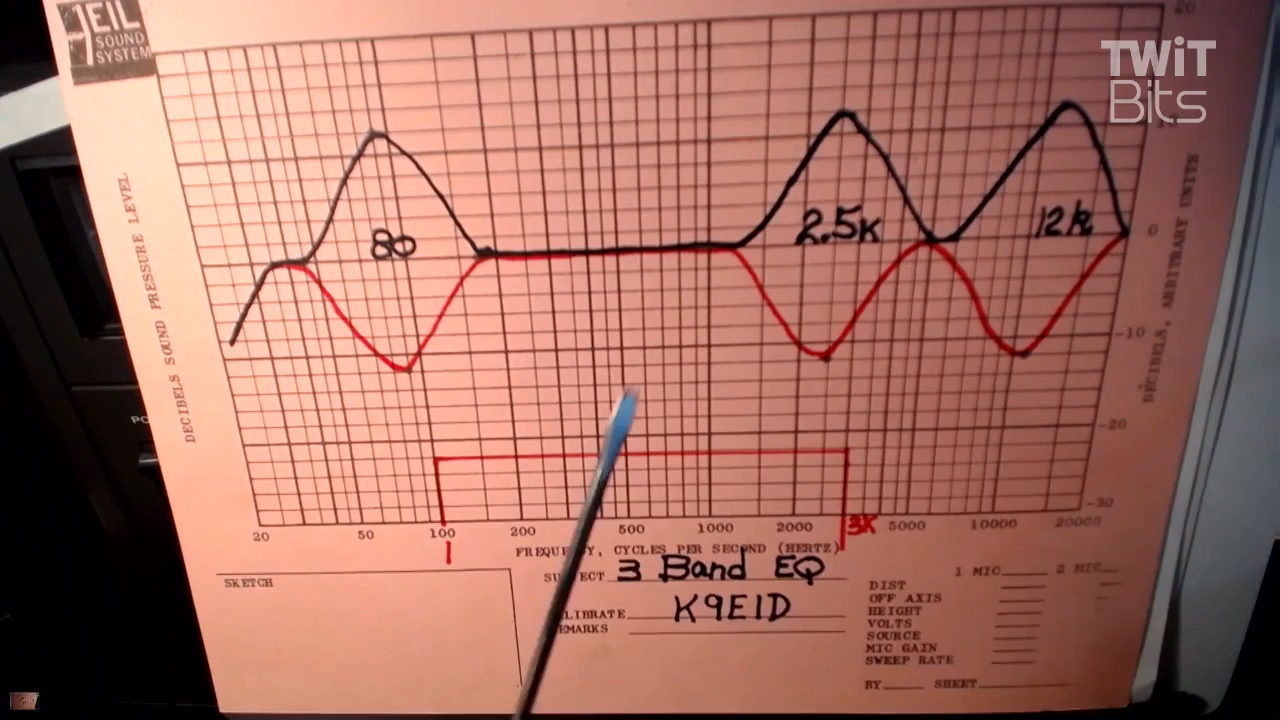 HEIL
SOUND
SYSTEM
TWiT
Bits
20
DECIBELS SOUND PRESSURE LEVEL
DECIBELS, ARBITRARY UNITS
80
2.5K
12k
0
-10
-20
-30
20 50 100 200 500 1000 2000 3K 5000 10000 20000
1
FREQUENCY, CYCLES PER SECOND (HERTZ)
SKETCH
3 Band EQ
K9EID
LIBRATE
EMARKS
1 MIC 2 MIC
DIST
OFF AXIS
HEIGHT
VOLTS
SOURCE
MIC GAIN
SWEEP RATE
BY SHEET